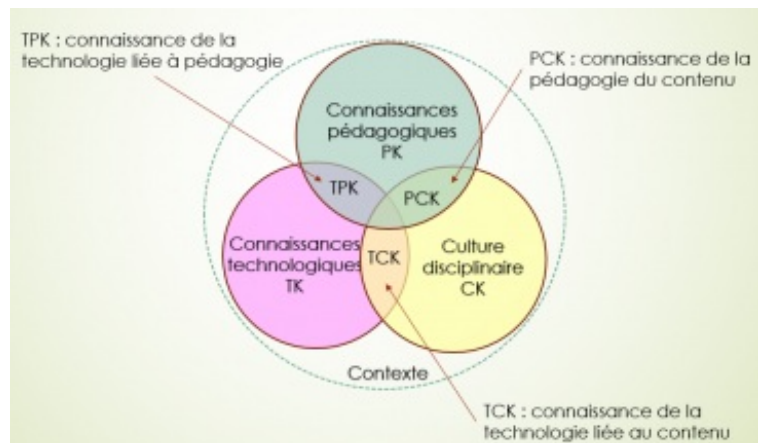 TPK : connaissance de la
technologie liée à pédagogie
PCK : connaissance de la
pédagogie du contenu
Connaissances
pédagogiques
PK
TPK
PCK
Connaissances
technologiques
TK
TCK
Culture
disciplinaire
CK
Contexte
TCK : connaissance de la
technologie liée au contenu